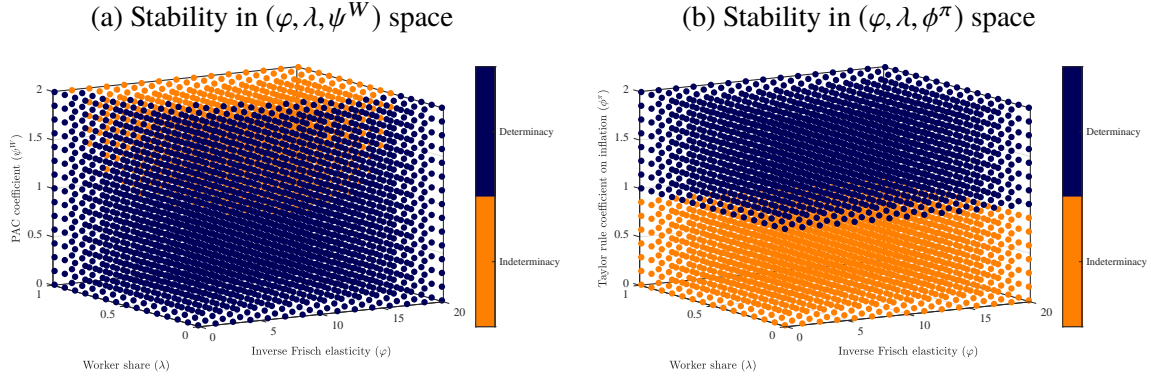 (a) Stability in (φ, λ, ψ^W) space
2
1.5
1
0.5
0
PAC coefficient (ψ^W)
1
0.5
0
Worker share (λ)
0
5
10
15
20
Inverse Frisch elasticity (φ)
Determinacy
Indeterminacy
(b) Stability in (φ, λ, ϕ^π) space
2
1.5
1
0.5
0
Taylor rule coefficient on inflation (ϕ^π)
1
0.5
0
Worker share (λ)
0
5
10
15
20
Inverse Frisch elasticity (φ)
Determinacy
Indeterminacy